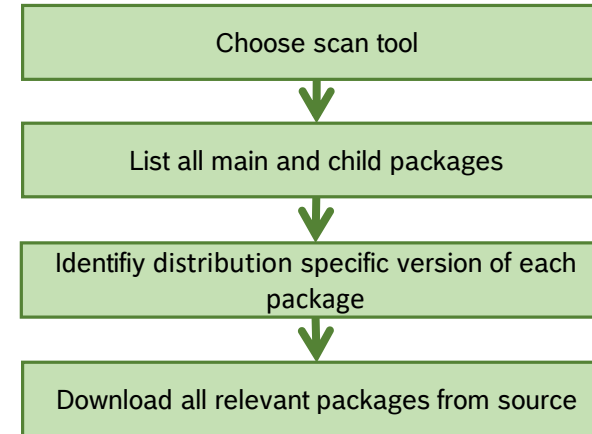 Choose scan tool
List all main and child packages
Identifiy distribution specific version of each
package
Download all relevant packages from source